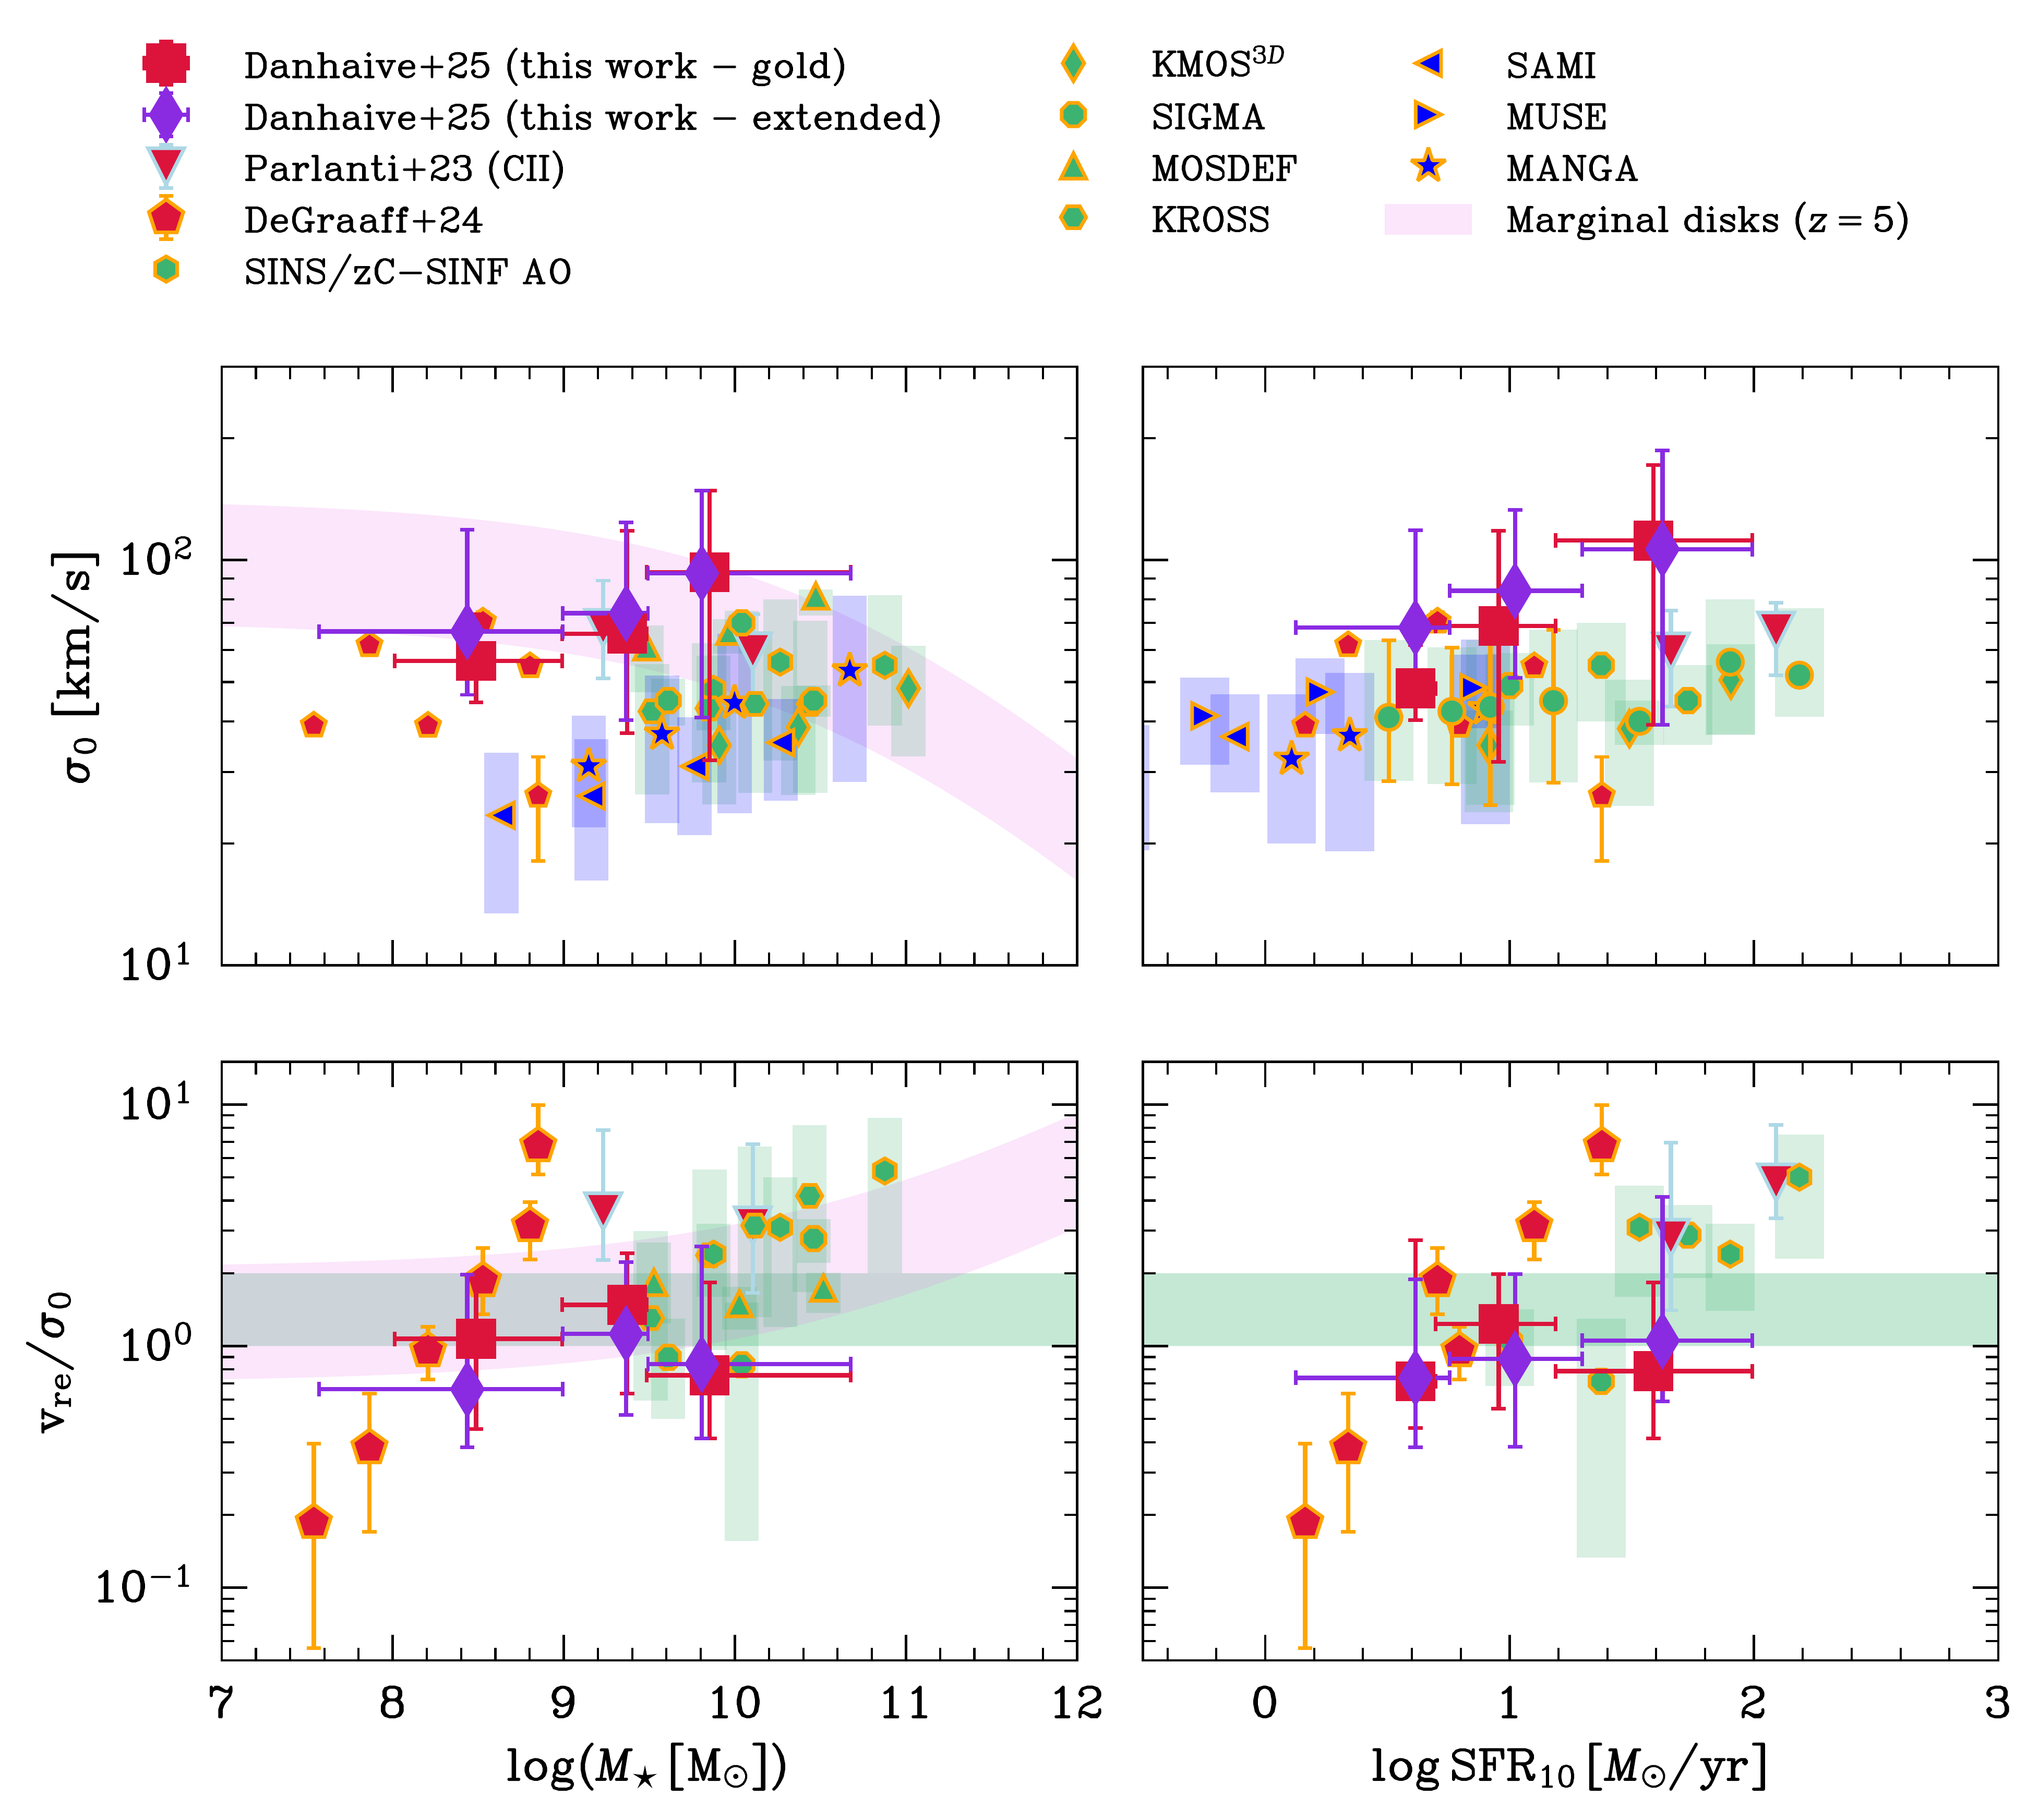 Danhaive+25 (this work – gold)
Danhaive+25 (this work – extended)
Parlanti+23 (CII)
DeGraaff+24
SINS/zC−SINF AO
KMOS³ᴰ
SIGMA
MOSDEF
KROSS
SAMI
MUSE
MANGA
Marginal disks (z = 5)
σ₀ [km/s]
10²
10¹
v_re/σ₀
10¹
10⁰
10⁻¹
7 8 9 10 11 12
log(M⋆ [M⊙])
0 1 2 3
log SFR₁₀ [M⊙/yr]